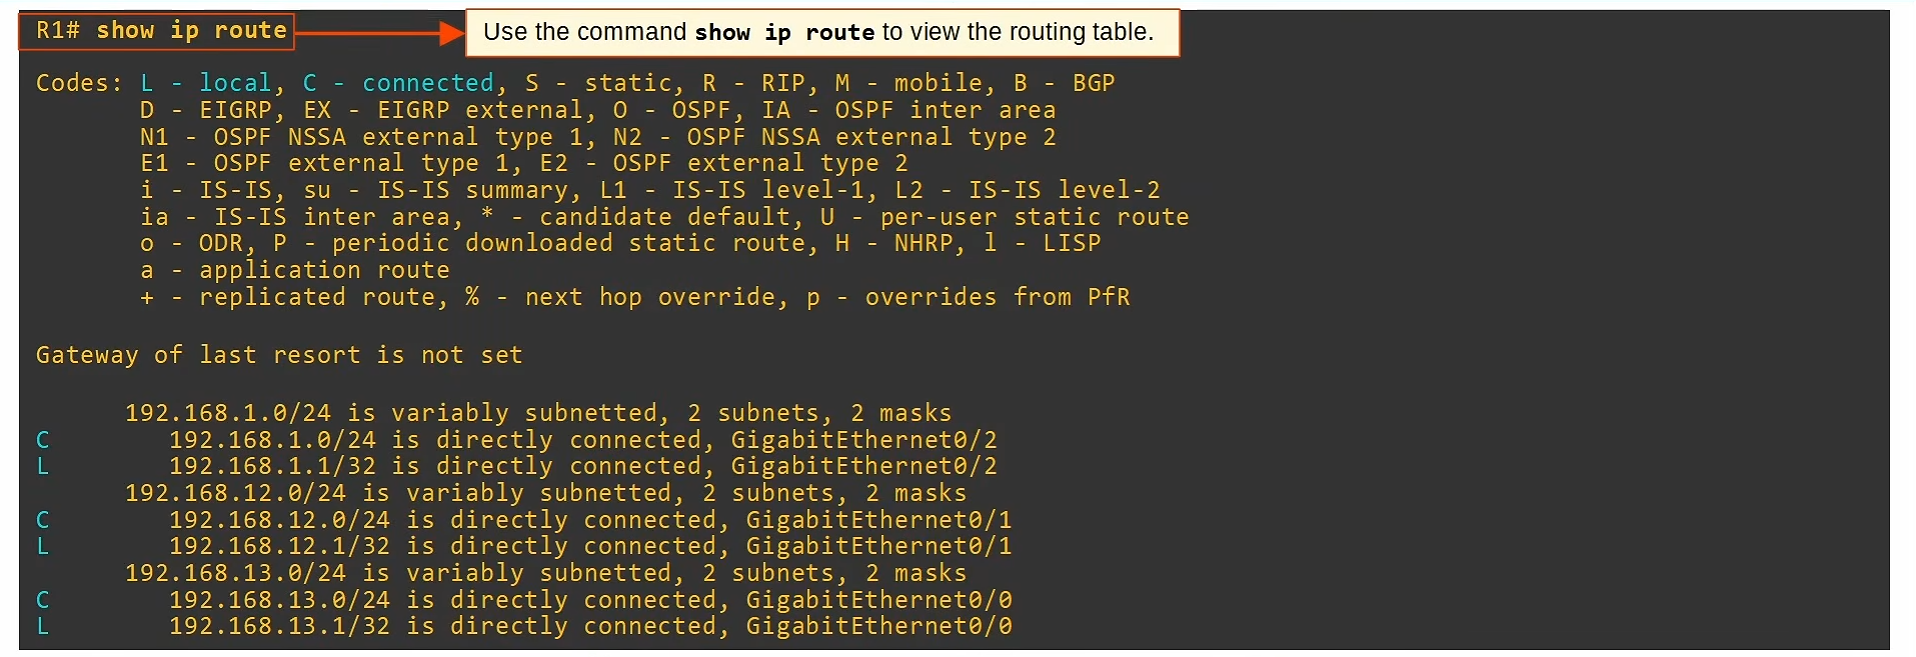 R1# show ip route
Use the command show ip route to view the routing table.
Codes: L - local, C - connected, S - static, R - RIP, M - mobile, B - BGP
D - EIGRP, EX - EIGRP external, O - OSPF, IA - OSPF inter area
N1 - OSPF NSSA external type 1, N2 - OSPF NSSA external type 2
E1 - OSPF external type 1, E2 - OSPF external type 2
i - IS-IS, su - IS-IS summary, L1 - IS-IS level-1, L2 - IS-IS level-2
ia - IS-IS inter area, * - candidate default, U - per-user static route
o - ODR, P - periodic downloaded static route, H - NHRP, l - LISP
a - application route
+ - replicated route, % - next hop override, p - overrides from PfR
Gateway of last resort is not set
192.168.1.0/24 is variably subnetted, 2 subnets, 2 masks
C 192.168.1.0/24 is directly connected, GigabitEthernet0/2
L 192.168.1.1/32 is directly connected, GigabitEthernet0/2
192.168.12.0/24 is variably subnetted, 2 subnets, 2 masks
C 192.168.12.0/24 is directly connected, GigabitEthernet0/1
L 192.168.12.1/32 is directly connected, GigabitEthernet0/1
192.168.13.0/24 is variably subnetted, 2 subnets, 2 masks
C 192.168.13.0/24 is directly connected, GigabitEthernet0/0
L 192.168.13.1/32 is directly connected, GigabitEthernet0/0